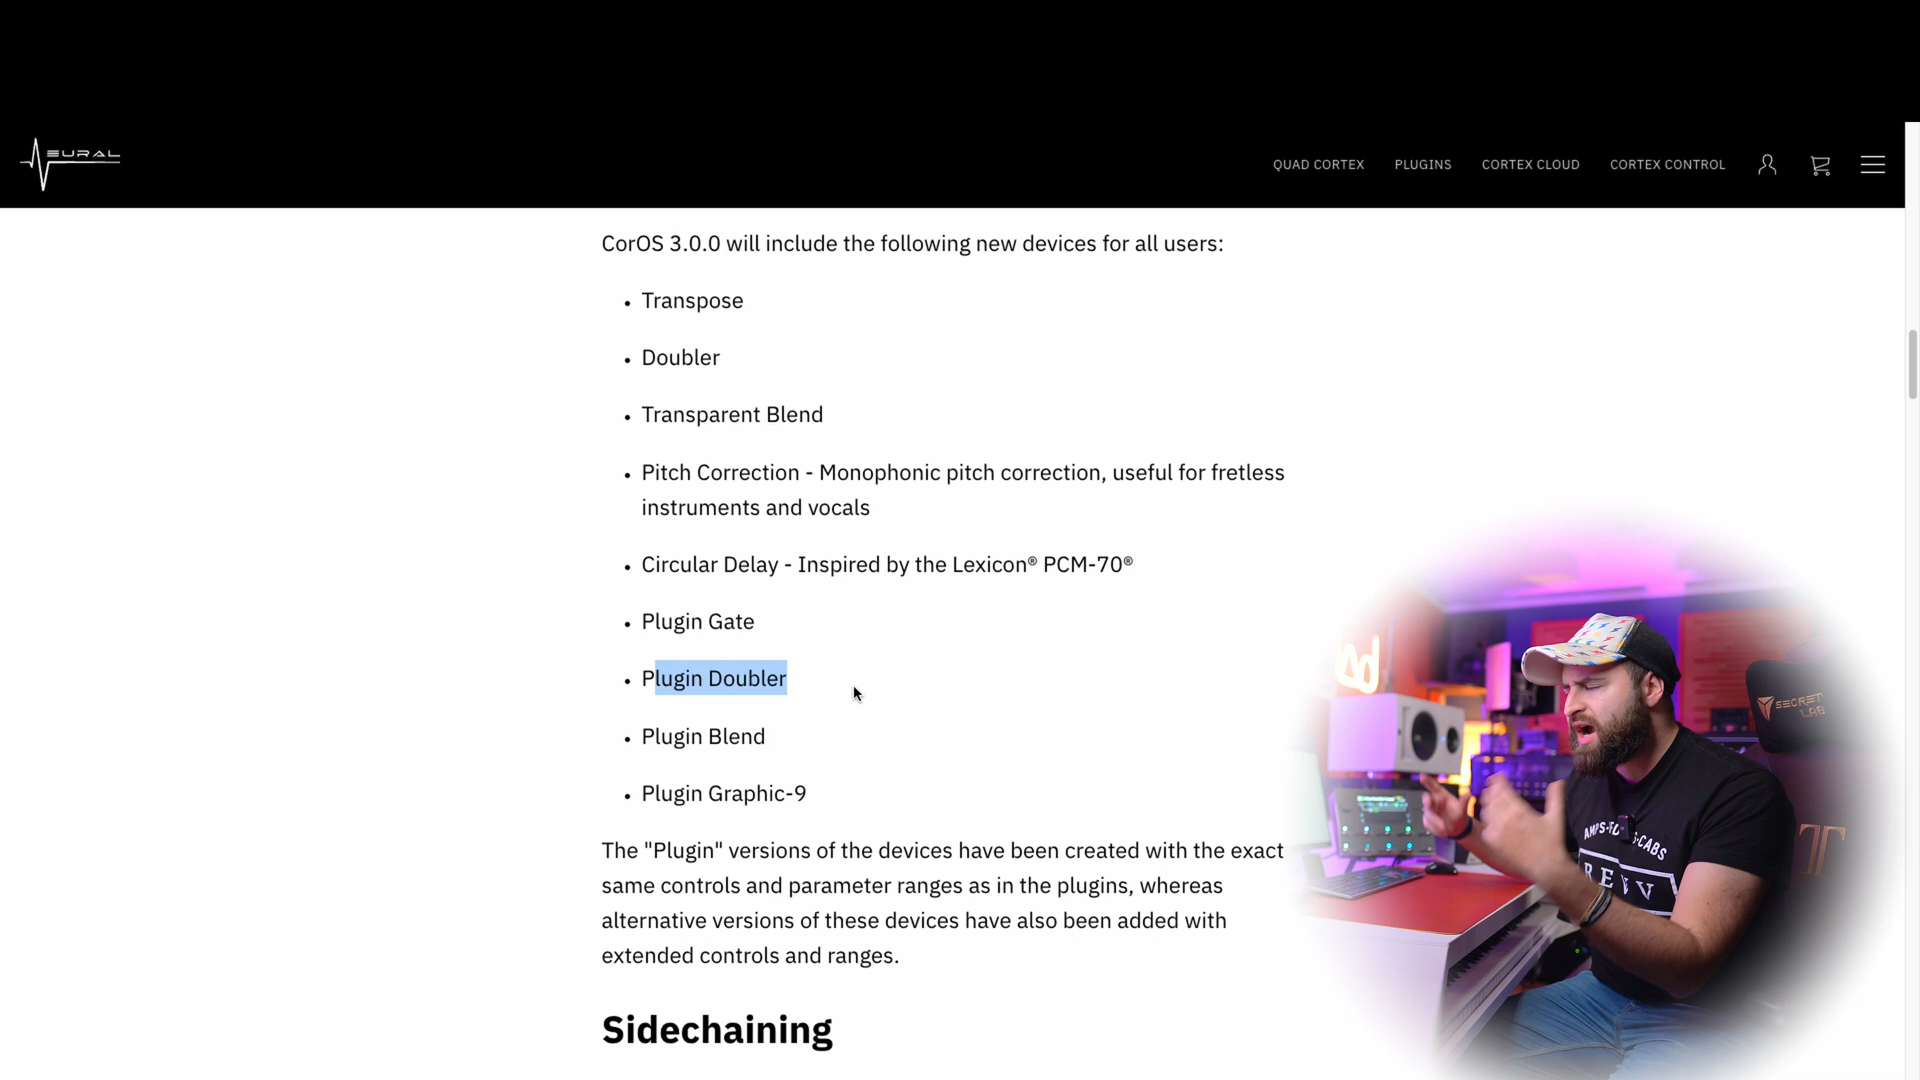 EURAL
QUAD CORTEX
PLUGINS
CORTEX CLOUD
CORTEX CONTROL
CorOS 3.0.0 will include the following new devices for all users:
• Transpose
• Doubler
• Transparent Blend
• Pitch Correction - Monophonic pitch correction, useful for fretless
instruments and vocals
• Circular Delay - Inspired by the Lexicon® PCM-70®
• Plugin Gate
• Plugin Doubler
• Plugin Blend
• Plugin Graphic-9
The "Plugin" versions of the devices have been created with the exact
same controls and parameter ranges as in the plugins, whereas
alternative versions of these devices have also been added with
extended controls and ranges.
Sidechaining
SECRET
LAB
REVV